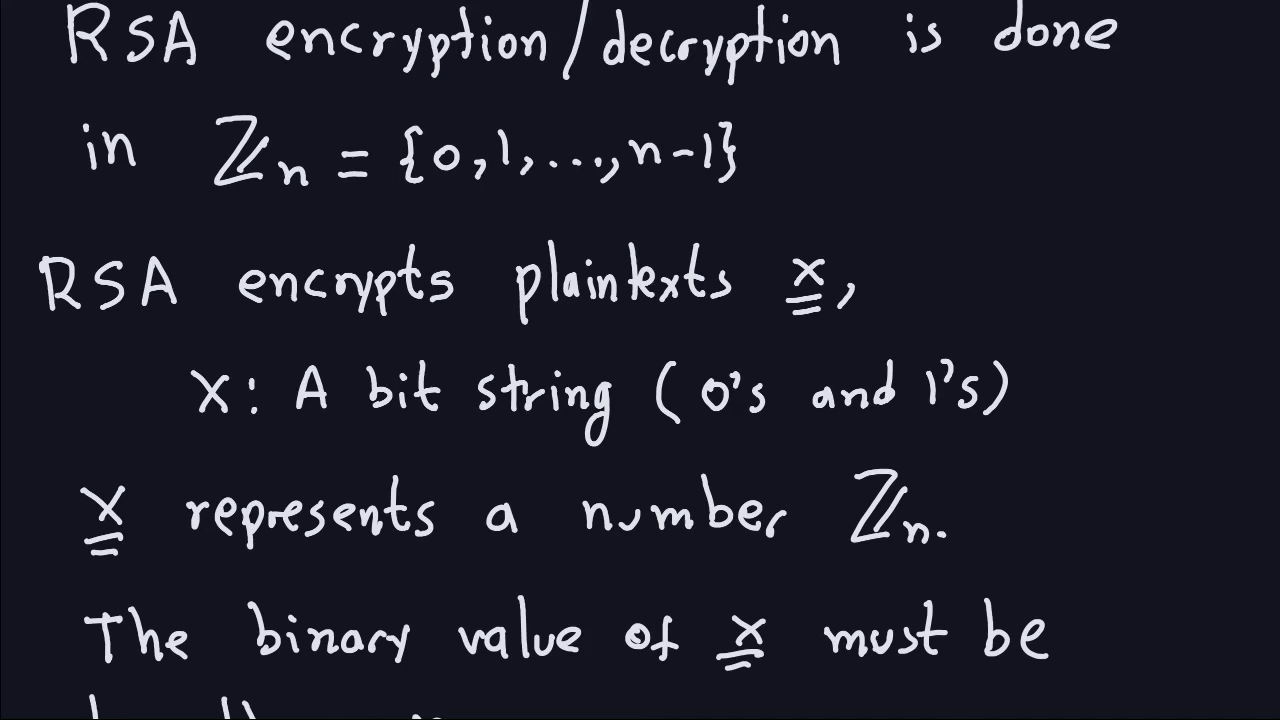 RSA encryption/decryption is done
in ℤn = {0,1,...,n-1}
RSA encrypts plaintexts x,
x: A bit string (0's and 1's)
x represents a number ℤn.
The binary value of x must be